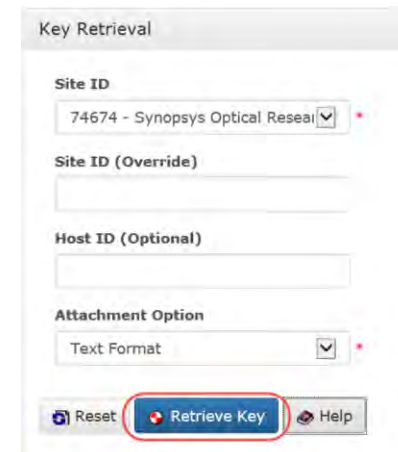 Key Retrieval
Site ID
74674 - Synopsys Optical Resear
*
Site ID (Override)
Host ID (Optional)
Attachment Option
Text Format
*
Reset Retrieve Key Help